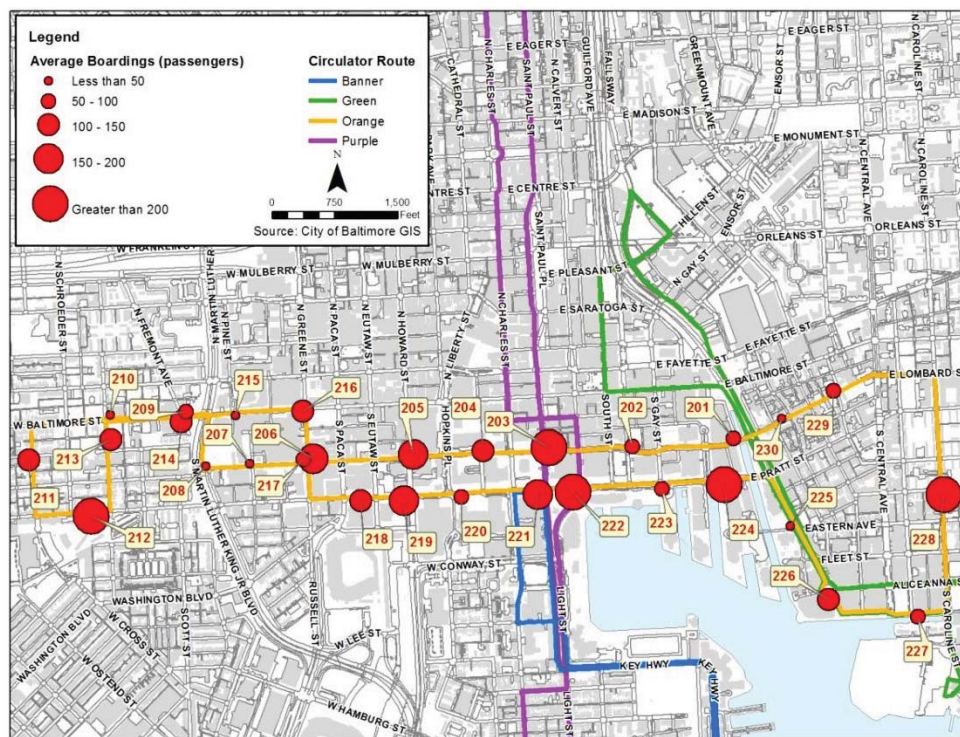 Legend
Average Boardings (passengers)
Less than 50
50 - 100
100 - 150
150 - 200
Greater than 200
Circulator Route
Banner
Green
Orange
Purple
N
0 750 1,500
Feet
Source: City of Baltimore GIS
E EAGER ST
E EAGER ST
N CHARLES ST
SAINT PAUL ST
N CALVERT ST
GUILFORD AVE
FALLSWAY
GREENMOUNT AVE
ENSOR ST
N CAROLINE ST
CATHEDRAL ST
E MADISON ST
E MONUMENT ST
PARK AVE
CENTRE ST
E CENTRE ST
HILLEN ST
ENSOR ST
N CENTRAL AVE
N CAROLINE ST
ORLEANS ST
ORLEANS ST
W FRANKLIN ST
W MULBERRY ST
W MULBERRY ST
SAINT PAUL PL
E PLEASANT ST
N GAY ST
N SCHROEDER ST
N FREMONT AVE
N MARTIN LUTHER
N PINE ST
N GREENE ST
N PACA ST
N EUTAW ST
N HOWARD ST
N LIBERTY ST
N CHARLES ST
E SARATOGA ST
E FAYETTE ST
E FAYETTE ST
E BALTIMORE ST
E LOMBARD ST
W BALTIMORE ST
210
209
215
216
205
204
203
SOUTH ST
202
S GAY ST
201
229
230
207
206
213
214
208
217
S PACA ST
S EUTAW ST
HOPKINS PL
E PRATT ST
S CENTRAL AVE
211
212
218
219
220
221
222
223
224
225
EASTERN AVE
228
FLEET ST
S MARTIN LUTHER KING JR BLVD
RUSSELL ST
W CONWAY ST
226
ALICEANNA S
S CAROLINE ST
227
WASHINGTON BLVD
WASHINGTON BLVD
W CROSS ST
W OSTEND ST
SCOTT ST
W LEE ST
LIGHT ST
KEY HWY
KEY HWY
W HAMBURG ST
LIGHT ST